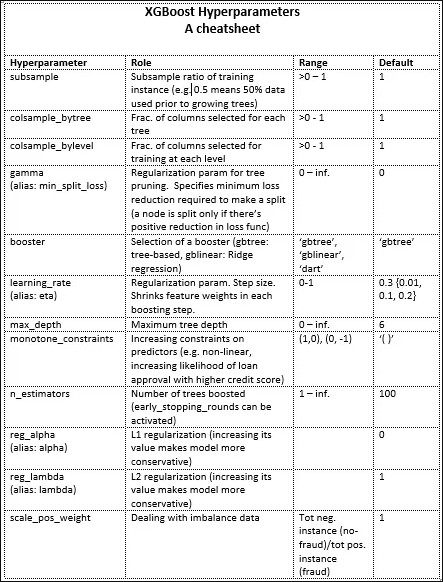 XGBoost Hyperparameters
A cheatsheet
Hyperparameter Role Range Default
subsample Subsample ratio of training >0 – 1 1
instance (e.g. 0.5 means 50% data
used prior to growing trees)
colsample_bytree Frac. of columns selected for each >0 - 1 1
tree
colsample_bylevel Frac. of columns selected for >0 - 1 1
training at each level
gamma Regularization param for tree 0 – inf. 0
(alias: min_split_loss) pruning. Specifies minimum loss
reduction required to make a split
(a node is split only if there's
positive reduction in loss func)
booster Selection of a booster (gbtree: 'gbtree', 'gbtree'
tree-based, gblinear: Ridge 'gblinear',
regression) 'dart'
learning_rate Regularization param. Step size. 0-1 0.3 {0.01,
(alias: eta) Shrinks feature weights in each 0.1, 0.2}
boosting step.
max_depth Maximum tree depth 0 – inf. 6
monotone_constraints Increasing constraints on (1,0), (0, -1) '( )'
predictors (e.g. non-linear,
increasing likelihood of loan
approval with higher credit score)
n_estimators Number of trees boosted 1 – inf. 100
(early_stopping_rounds can be
activated)
reg_alpha L1 regularization (increasing its 0
(alias: alpha) value makes model more
conservative)
reg_lambda L2 regularization (increasing its 1
(alias: lambda) value makes model more
conservative)
scale_pos_weight Dealing with imbalance data Tot neg. 1
instance (no-
fraud)/tot pos.
instance
(fraud)